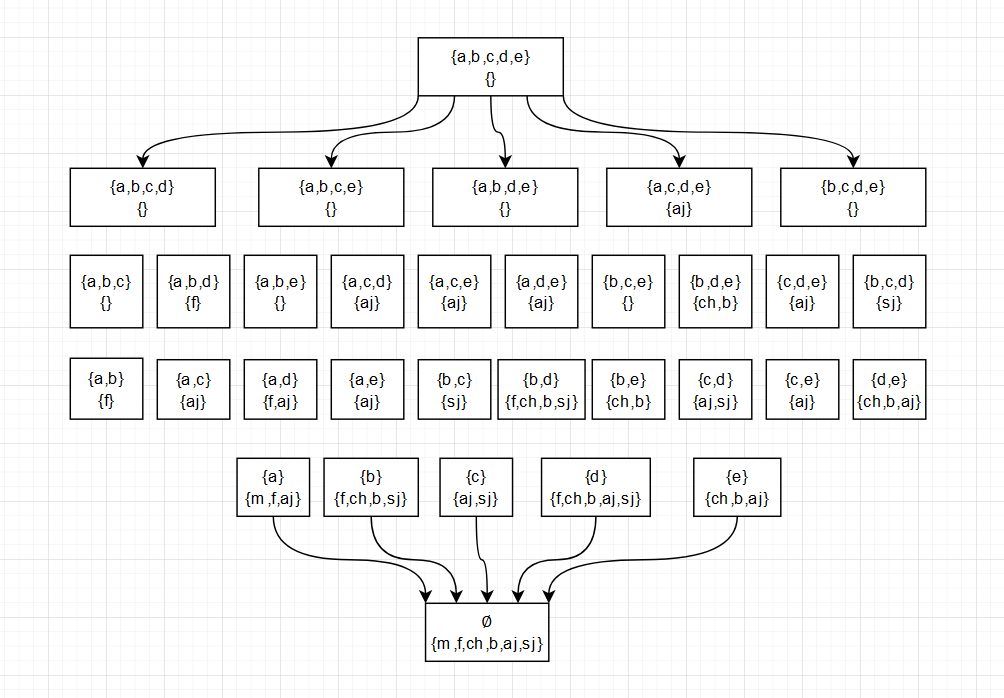 {a,b,c,d,e}
{}
{a,b,c,d}
{}
{a,b,c,e}
{}
{a,b,d,e}
{}
{a,c,d,e}
{aj}
{b,c,d,e}
{}
{a,b,c}
{}
{a,b,d}
{f}
{a,b,e}
{}
{a,c,d}
{aj}
{a,c,e}
{aj}
{a,d,e}
{aj}
{b,c,e}
{}
{b,d,e}
{ch,b}
{c,d,e}
{aj}
{b,c,d}
{sj}
{a,b}
{f}
{a,c}
{aj}
{a,d}
{f,aj}
{a,e}
{aj}
{b,c}
{sj}
{b,d}
{f,ch,b,sj}
{b,e}
{ch,b}
{c,d}
{aj,sj}
{c,e}
{aj}
{d,e}
{ch,b,aj}
{a}
{m,f,aj}
{b}
{f,ch,b,sj}
{c}
{aj,sj}
{d}
{f,ch,b,aj,sj}
{e}
{ch,b,aj}
Ø
{m,f,ch,b,aj,sj}